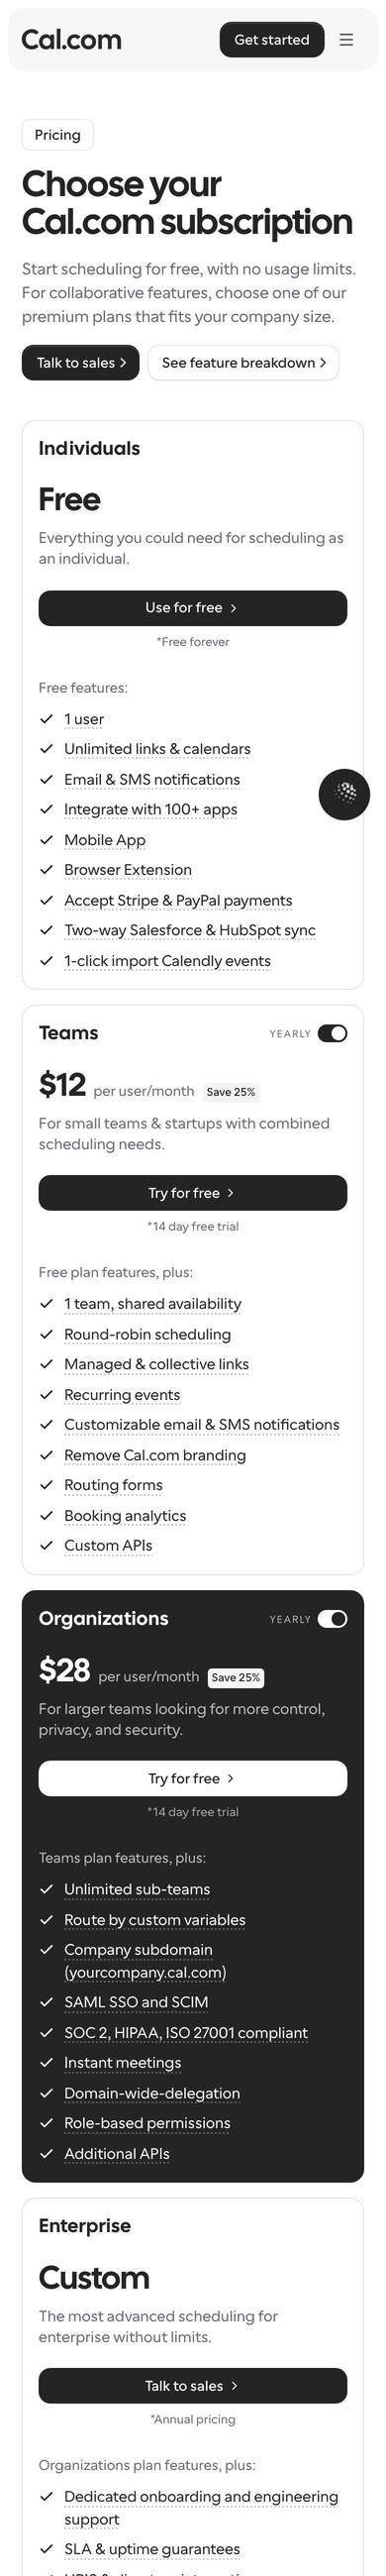 Cal.com
Get started
Pricing
Choose your
Cal.com subscription
Start scheduling for free, with no usage limits.
For collaborative features, choose one of our
premium plans that fits your company size.
Talk to sales
See feature breakdown
Individuals
Free
Everything you could need for scheduling as
an individual.
Use for free
*Free forever
Free features:
1 user
Unlimited links & calendars
Email & SMS notifications
Integrate with 100+ apps
Mobile App
Browser Extension
Accept Stripe & PayPal payments
Two-way Salesforce & HubSpot sync
1-click import Calendly events
Teams
YEARLY
$12 per user/month Save 25%
For small teams & startups with combined
scheduling needs.
Try for free
*14 day free trial
Free plan features, plus:
1 team, shared availability
Round-robin scheduling
Managed & collective links
Recurring events
Customizable email & SMS notifications
Remove Cal.com branding
Routing forms
Booking analytics
Custom APIs
Organizations
YEARLY
$28 per user/month Save 25%
For larger teams looking for more control,
privacy, and security.
Try for free
*14 day free trial
Teams plan features, plus:
Unlimited sub-teams
Route by custom variables
Company subdomain
(yourcompany.cal.com)
SAML SSO and SCIM
SOC 2, HIPAA, ISO 27001 compliant
Instant meetings
Domain-wide-delegation
Role-based permissions
Additional APIs
Enterprise
Custom
The most advanced scheduling for
enterprise without limits.
Talk to sales
*Annual pricing
Organizations plan features, plus:
Dedicated onboarding and engineering
support
SLA & uptime guarantees